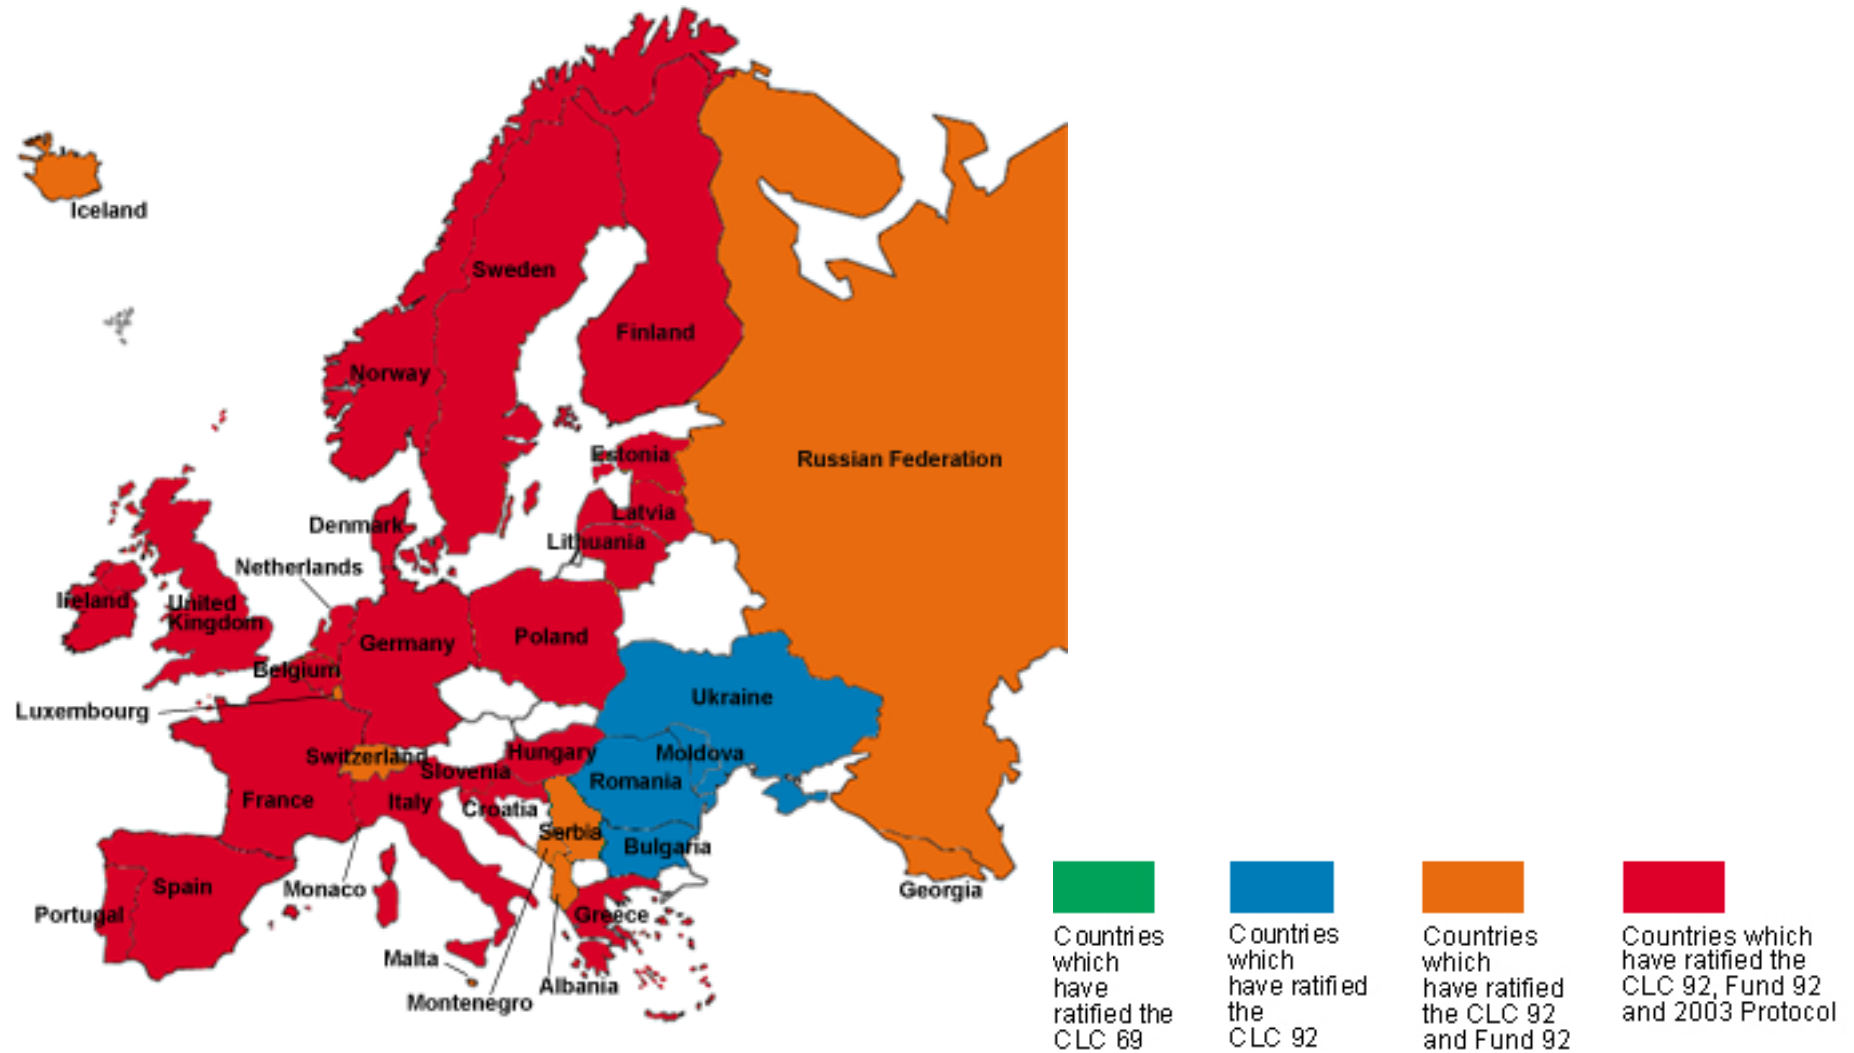 Iceland
Sweden
Finland
Norway
Russian Federation
Estonia
Latvia
Denmark
Lithuania
Netherlands
Ireland
United
Kingdom
Germany
Poland
Belgium
Ukraine
Luxembourg
Switzerland
Hungary
Moldova
Slovenia
Romania
France
Italy
Croatia
Serbia
Bulgaria
Spain
Monaco
Georgia
Portugal
Greece
Malta
Albania
Montenegro
Countries
which
have
ratified the
CLC 69
Countries
which
have ratified
the
CLC 92
Countries
which
have ratified
the CLC 92
and Fund 92
Countries which
have ratified the
CLC 92, Fund 92
and 2003 Protocol